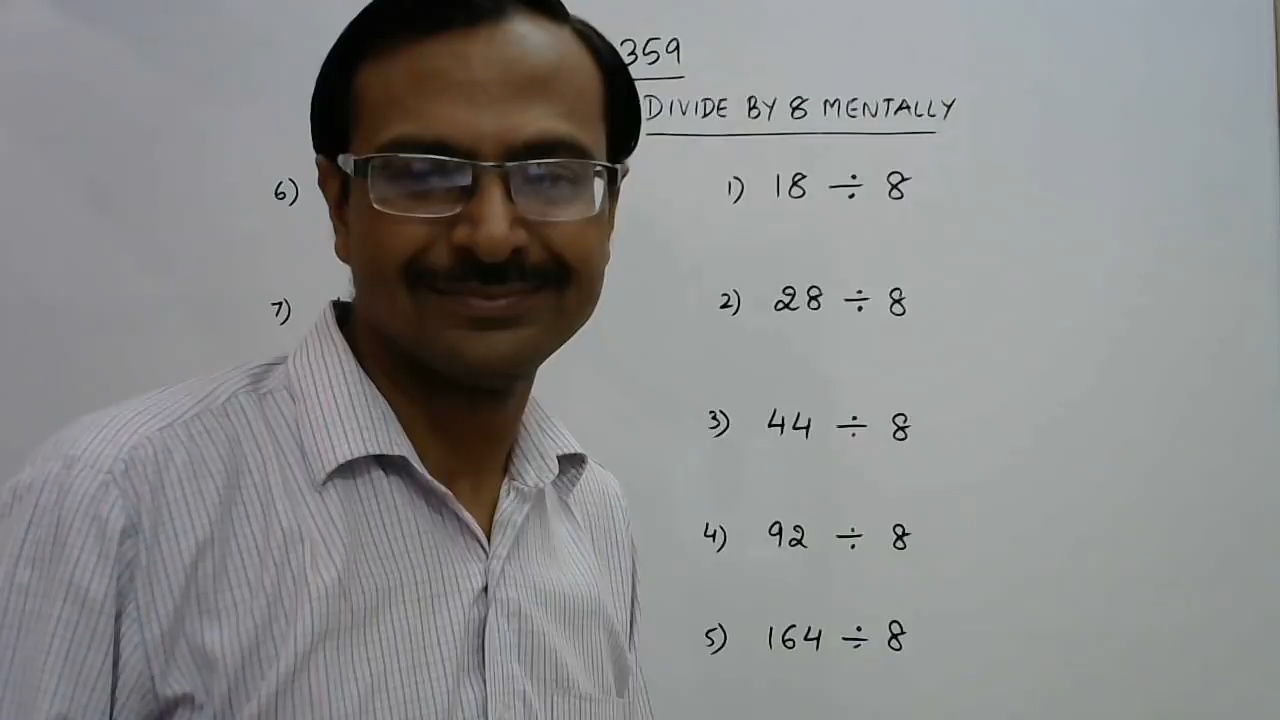 359
DIVIDE BY 8 MENTALLY
6)
7)
1) 18 ÷ 8
2) 28 ÷ 8
3) 44 ÷ 8
4) 92 ÷ 8
5) 164 ÷ 8